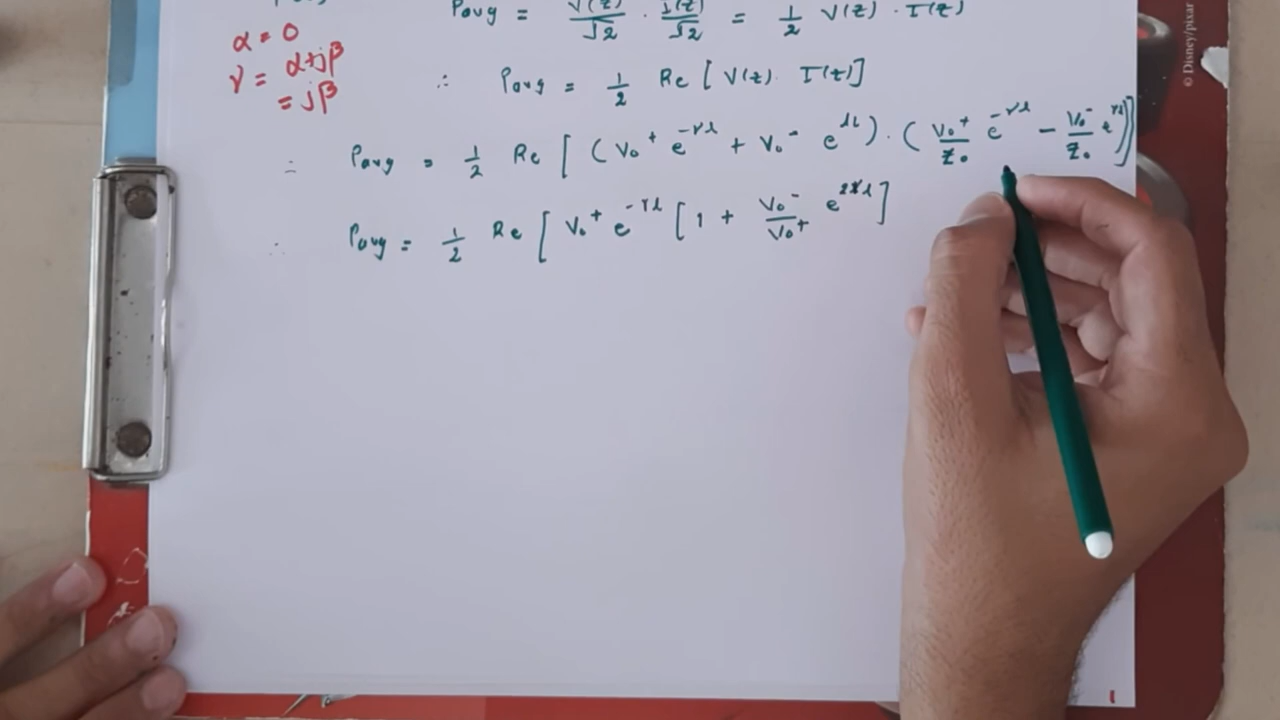 Pavg = V(z)/√2 · I(z)/√2 = 1/2 V(z) · I(z)
α = 0
γ = α+jβ
= jβ
∴ Pavg = 1/2 Re [ V(z) · I(z) ]
∴ Pavg = 1/2 Re [ ( V₀⁺ e^{-γl} + V₀⁻ e^{γl} ) · ( V₀⁺/Z₀ e^{-γl} − V₀⁻/Z₀ e^{γl} ) ]
∴ Pavg = 1/2 Re [ V₀⁺ e^{-γl} [ 1 + V₀⁻/V₀⁺ e^{2γl} ]
© Disney/Pixar